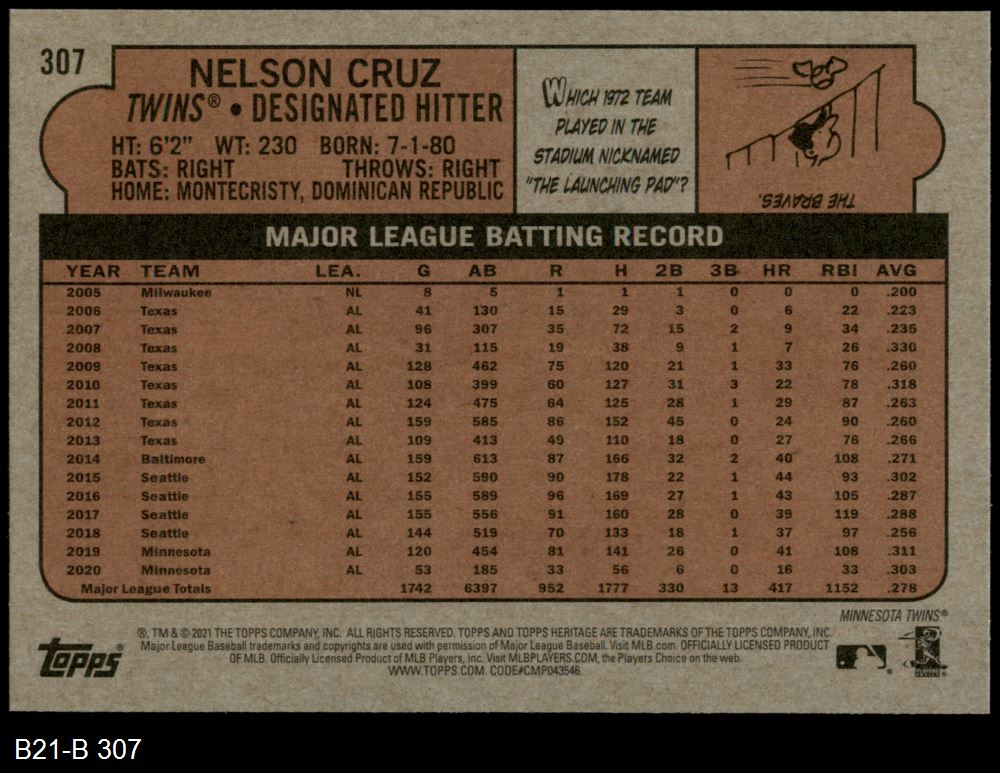 307
NELSON CRUZ
TWINS® • DESIGNATED HITTER
HT: 6'2" WT: 230 BORN: 7-1-80
BATS: RIGHT THROWS: RIGHT
HOME: MONTECRISTY, DOMINICAN REPUBLIC
WHICH 1972 TEAM
PLAYED IN THE
STADIUM NICKNAMED
"THE LAUNCHING PAD"?
THE BRAVES.
MAJOR LEAGUE BATTING RECORD
YEAR TEAM LEA. G AB R H 2B 3B HR RBI AVG
2005 Milwaukee NL 8 5 1 1 1 0 0 0 .200
2006 Texas AL 41 130 15 29 3 0 6 22 .223
2007 Texas AL 96 307 35 72 15 2 9 34 .235
2008 Texas AL 31 115 19 38 9 1 7 26 .330
2009 Texas AL 128 462 75 120 21 1 33 76 .260
2010 Texas AL 108 399 60 127 31 3 22 78 .318
2011 Texas AL 124 475 64 125 28 1 29 87 .263
2012 Texas AL 159 585 86 152 45 0 24 90 .260
2013 Texas AL 109 413 49 110 18 0 27 76 .266
2014 Baltimore AL 159 613 87 166 32 2 40 108 .271
2015 Seattle AL 152 590 90 178 22 1 44 93 .302
2016 Seattle AL 155 589 96 169 27 1 43 105 .287
2017 Seattle AL 155 556 91 160 28 0 39 119 .288
2018 Seattle AL 144 519 70 133 18 1 37 97 .256
2019 Minnesota AL 120 454 81 141 26 0 41 108 .311
2020 Minnesota AL 53 185 33 56 6 0 16 33 .303
Major League Totals 1742 6397 952 1777 330 13 417 1152 .278
MINNESOTA TWINS®
topps
®, TM & © 2021 THE TOPPS COMPANY, INC. ALL RIGHTS RESERVED. TOPPS AND TOPPS HERITAGE ARE TRADEMARKS OF THE TOPPS COMPANY, INC.
Major League Baseball trademarks and copyrights are used with permission of Major League Baseball. Visit MLB.com. OFFICIALLY LICENSED PRODUCT
OF MLB. Officially Licensed Product of MLB Players, Inc. Visit MLBPLAYERS.COM, the Players Choice on the web.
WWW.TOPPS.COM. CODE#CMP043546.
B21-B 307